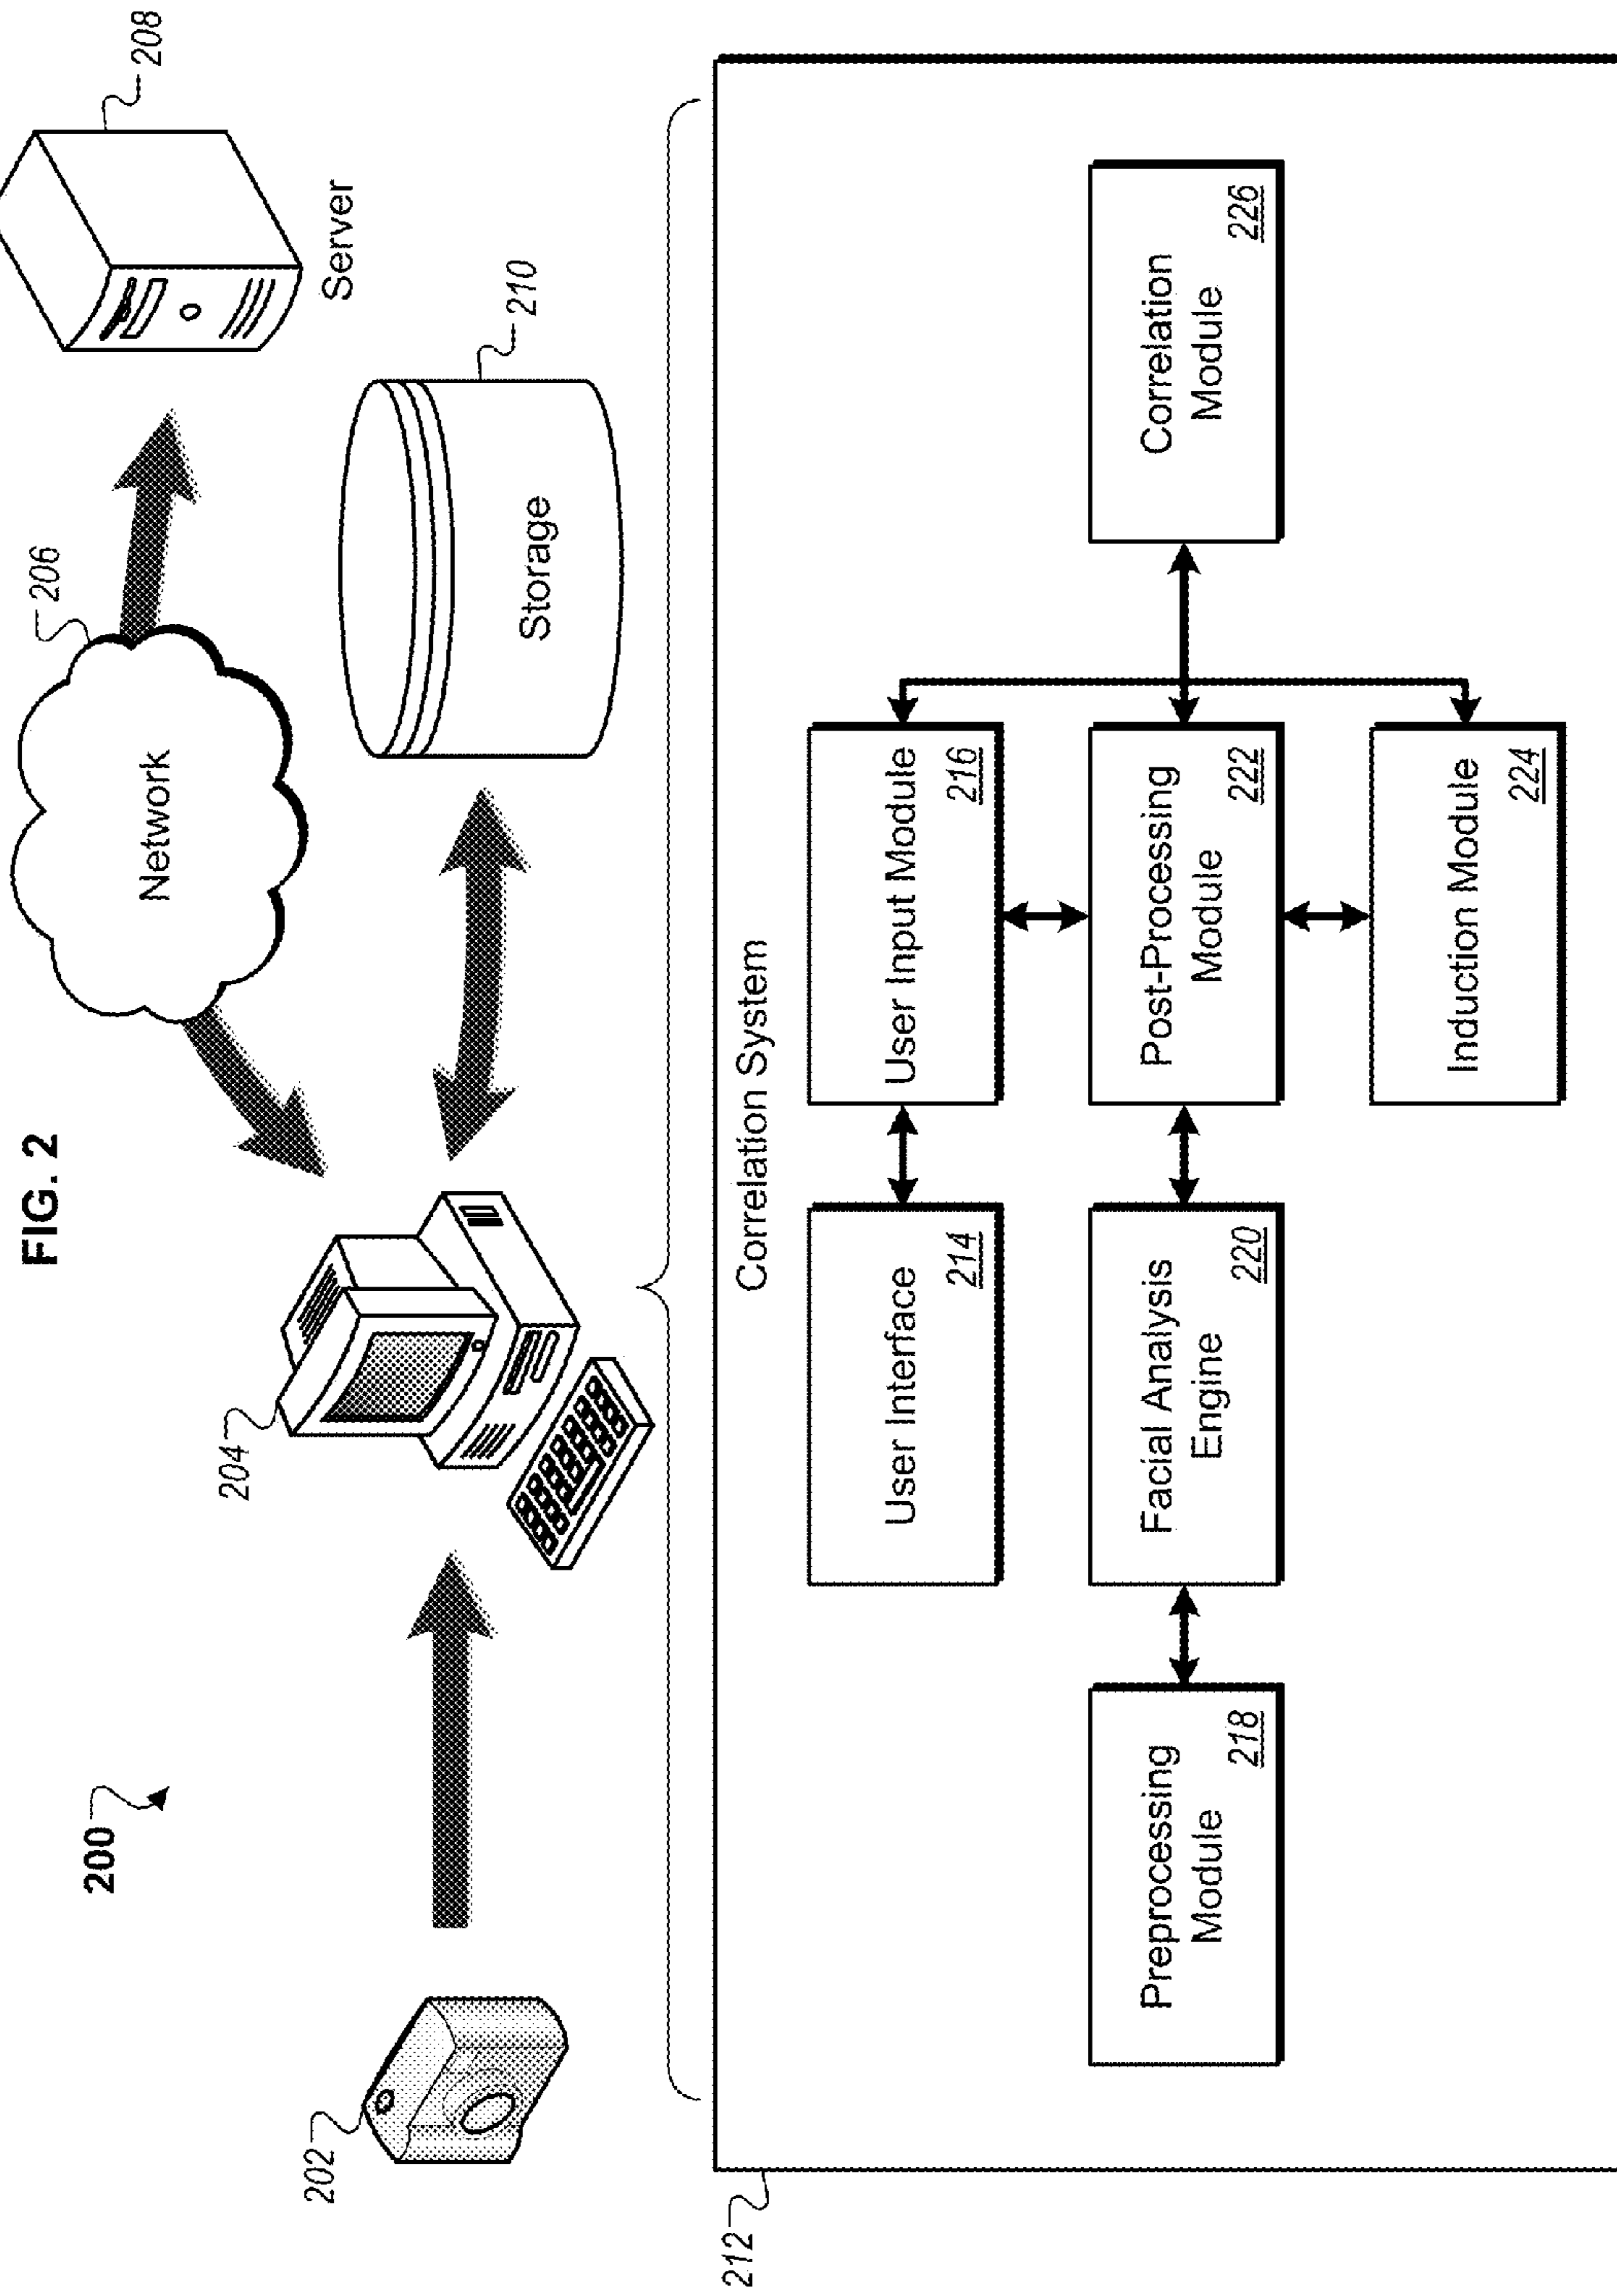 FIG. 2
200
202
204
206
Network
208
Server
210
Storage
212
Correlation System
User Interface
214
User Input Module
216
Preprocessing
Module
218
Facial Analysis
Engine
220
Post-Processing
Module
222
Induction Module
224
Correlation
Module
226